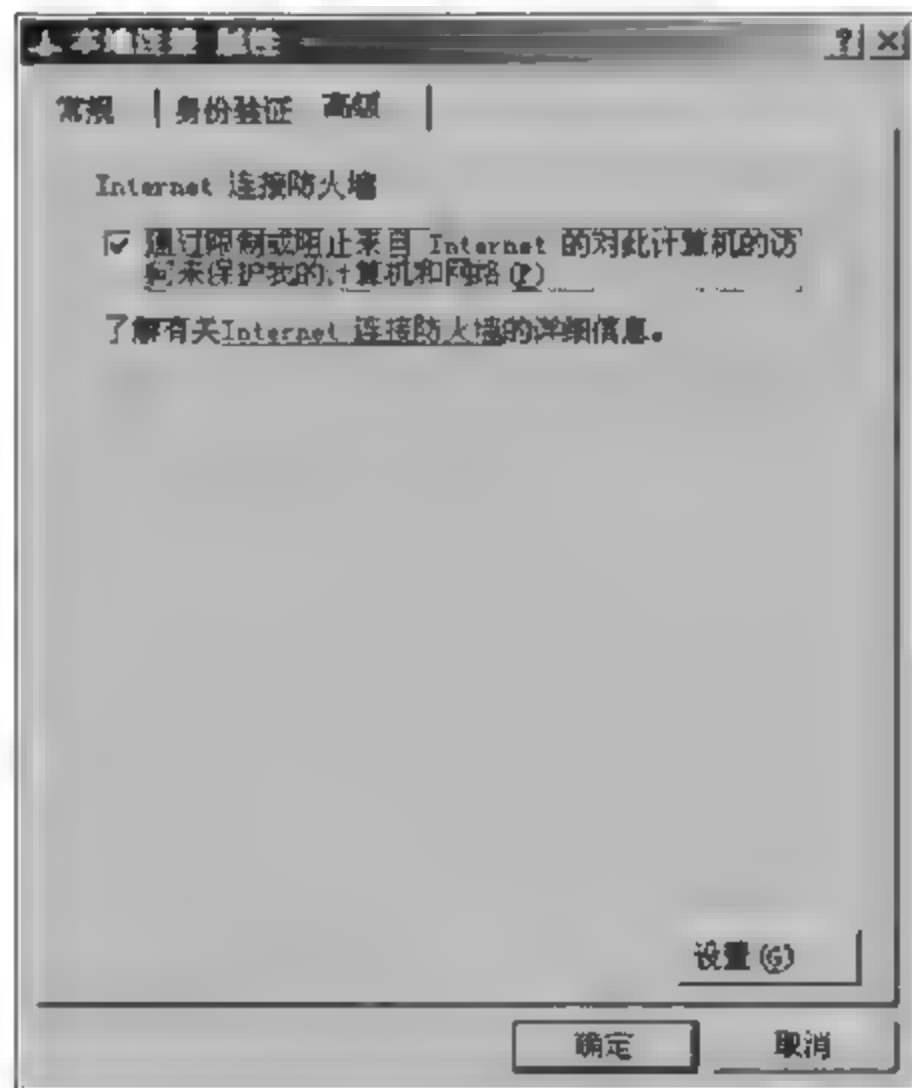 本地连接 属性
常规 身份验证 高级
Internet 连接防火墙
通过限制或阻止来自 Internet 的对此计算机的访
问来保护我的计算机和网络(P)
了解有关Internet 连接防火墙的详细信息。
设置(G)
确定 取消